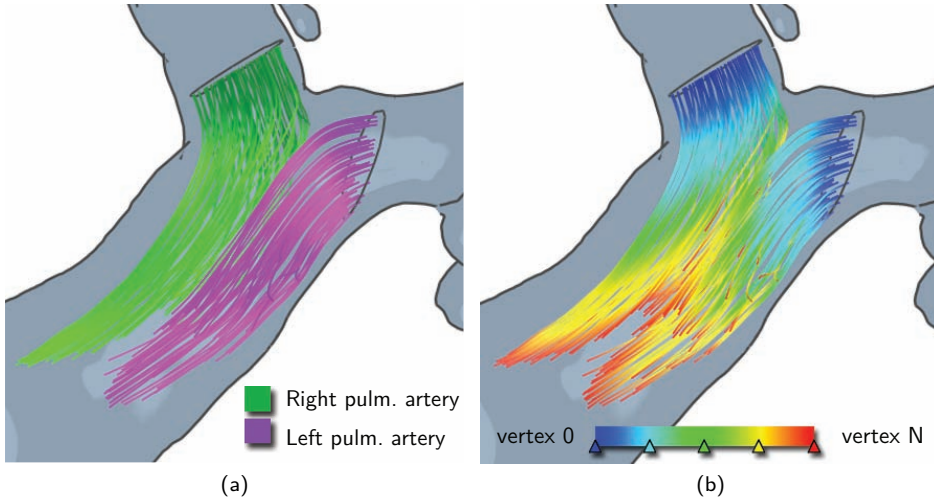 Right pulm. artery
Left pulm. artery
(a)
vertex 0
vertex N
(b)